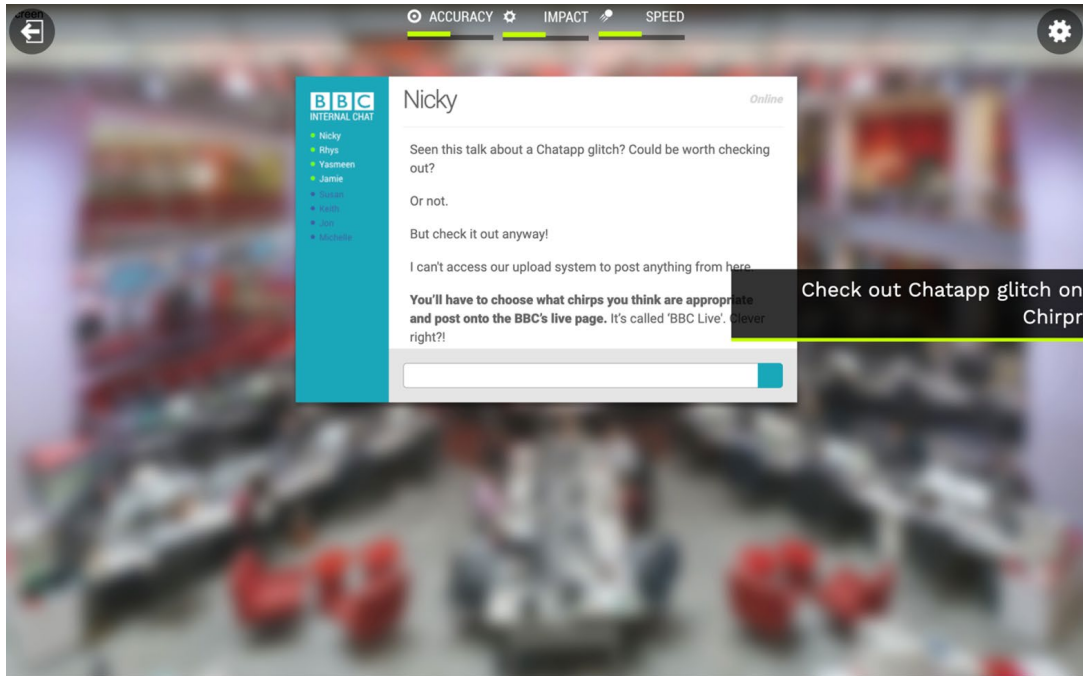 creen
ACCURACY IMPACT SPEED
BBC
INTERNAL CHAT
Nicky
Rhys
Yasmeen
Jamie
Susan
Keith
Jon
Michelle
Nicky
Online
Seen this talk about a Chatapp glitch? Could be worth checking
out?
Or not.
But check it out anyway!
I can't access our upload system to post anything from here.
You'll have to choose what chirps you think are appropriate
and post onto the BBC's live page. It's called 'BBC Live'. Clever
right?!
Check out Chatapp glitch on
Chirpr